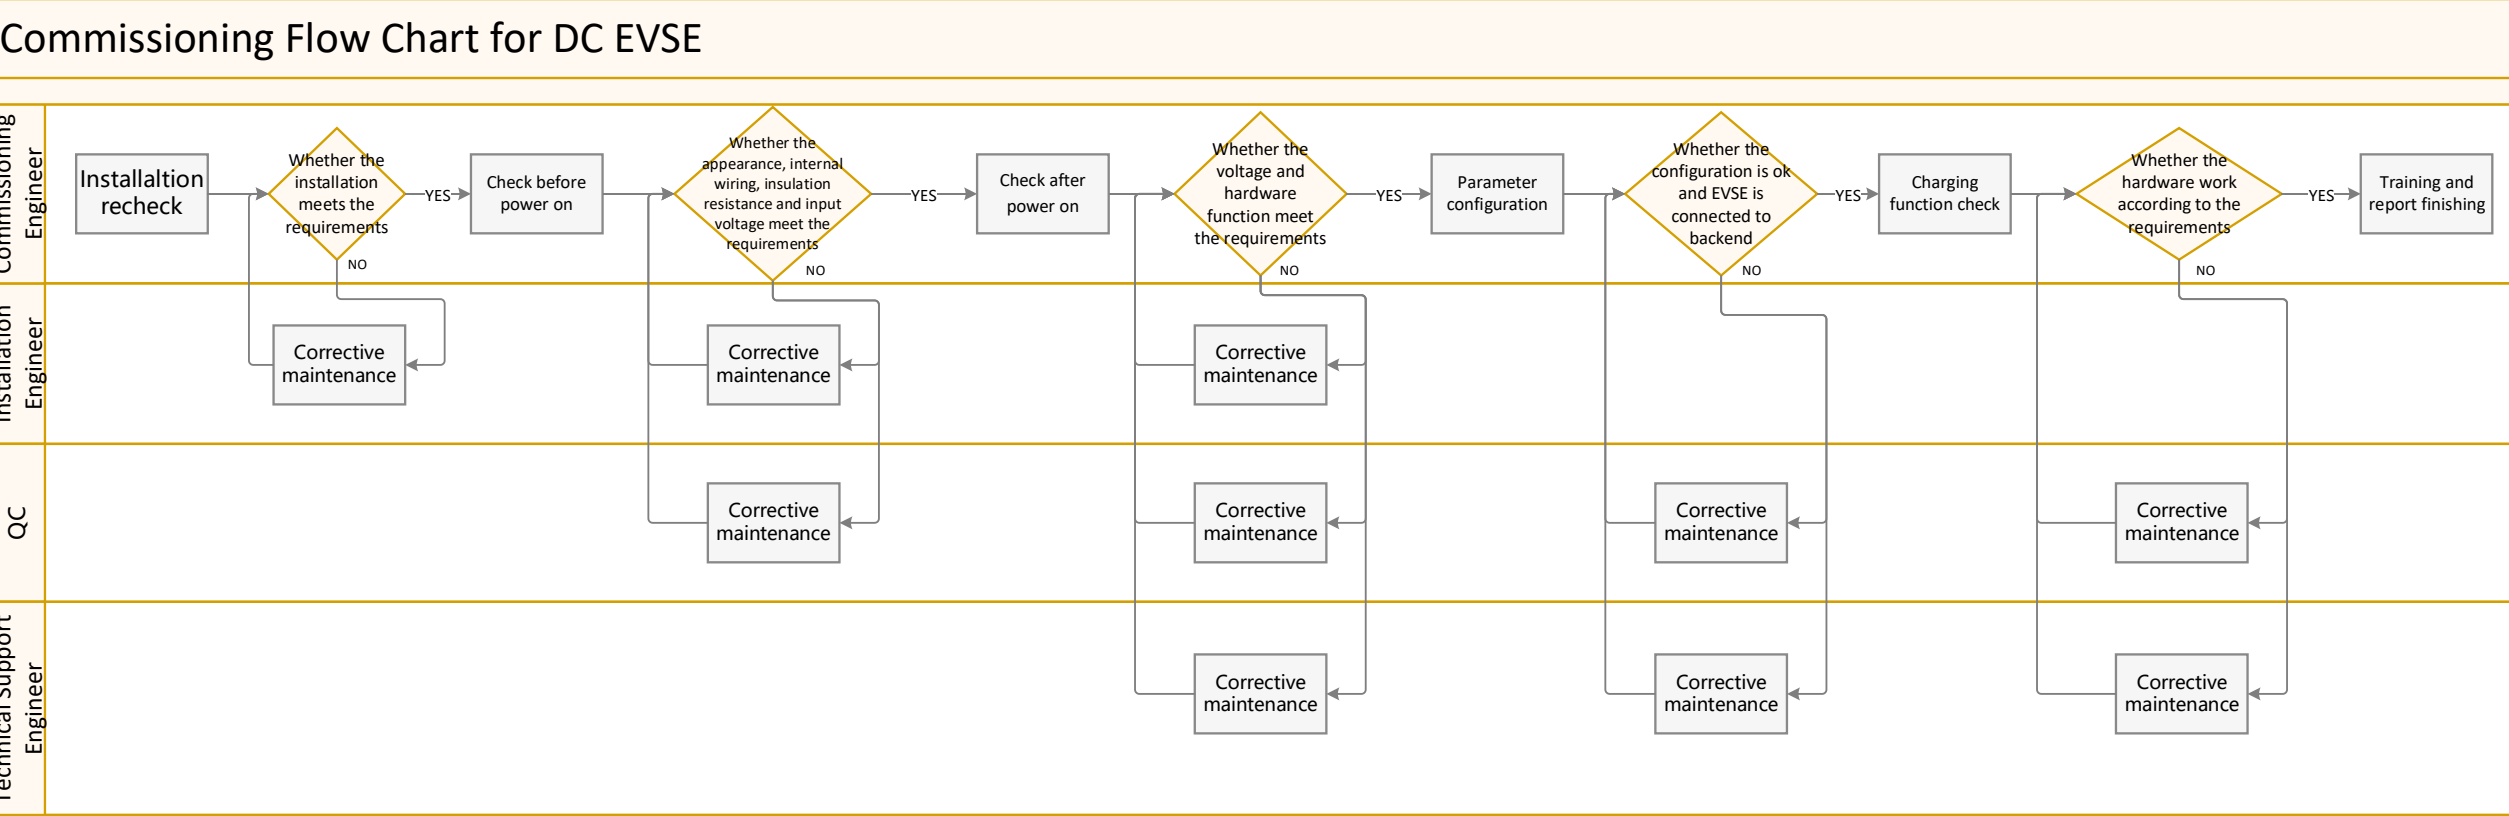 Commissioning Flow Chart for DC EVSE
Commissioning
Engineer
Installaltion
recheck
Whether the
installation
meets the
requirements
YES
NO
Check before
power on
Whether the
appearance, internal
wiring, insulation
resistance and input
voltage meet the
requirements
YES
NO
Check after
power on
Whether the
voltage and
hardware
function meet
the requirements
YES
NO
Parameter
configuration
Whether the
configuration is ok
and EVSE is
connected to
backend
YES
NO
Charging
function check
Whether the
hardware work
according to the
requirements
YES
NO
Training and
report finishing
Installation
Engineer
Corrective
maintenance
Corrective
maintenance
Corrective
maintenance
QC
Corrective
maintenance
Corrective
maintenance
Corrective
maintenance
Corrective
maintenance
Technical Support
Engineer
Corrective
maintenance
Corrective
maintenance
Corrective
maintenance